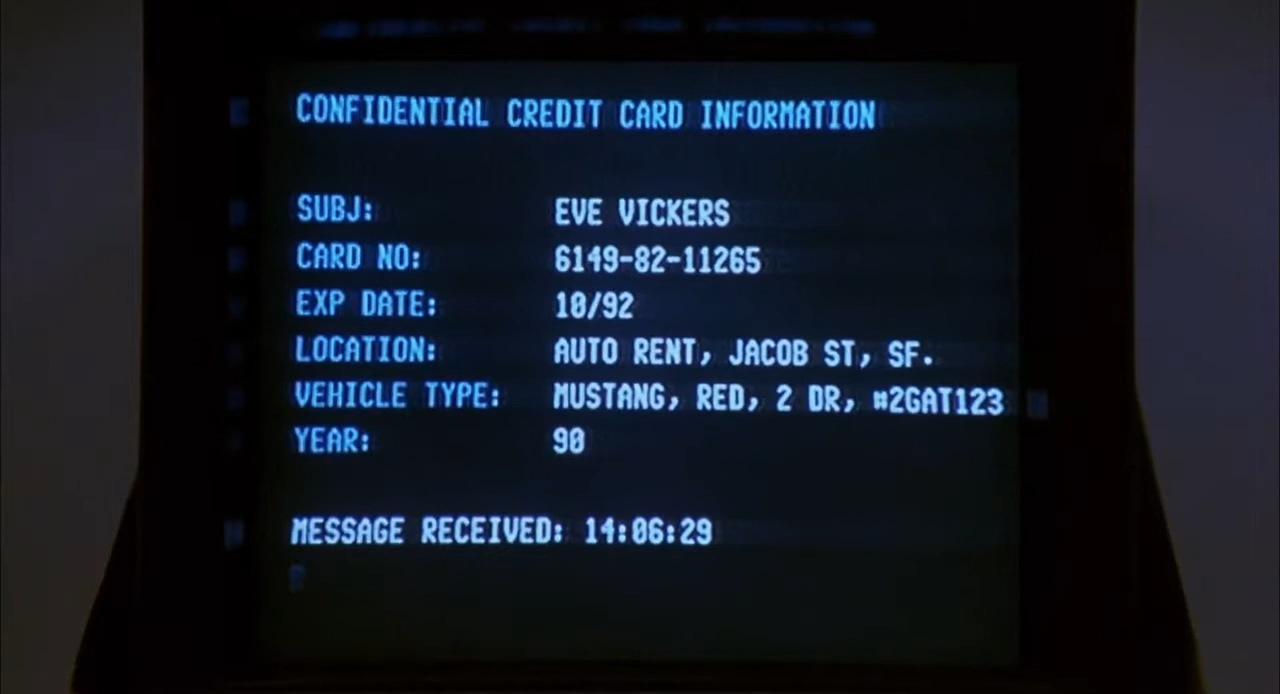 CONFIDENTIAL CREDIT CARD INFORMATION
SUBJ: EVE VICKERS
CARD NO: 6149-82-11265
EXP DATE: 10/92
LOCATION: AUTO RENT, JACOB ST, SF.
VEHICLE TYPE: MUSTANG, RED, 2 DR, #2GAT123
YEAR: 90
MESSAGE RECEIVED: 14:06:29